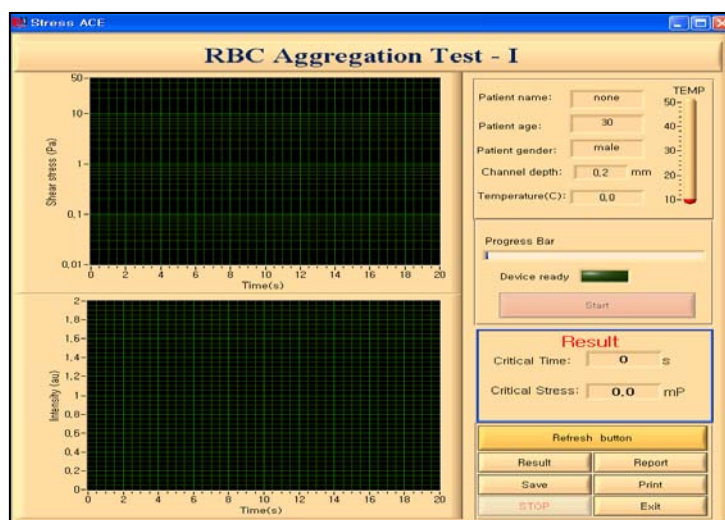 Stress ACE
RBC Aggregation Test - I
Shear stress (Pa)
50
10
1
0,1
0,01
0 2 4 6 8 10 12 14 16 18 20
Time(s)
Intensity (au)
2
1,8
1,6
1,4
1,2
1
0,8
0,6
0,4
0,2
0
0 2 4 6 8 10 12 14 16 18 20
Time(s)
Patient name: none
Patient age: 30
Patient gender: male
Channel depth: 0,2 mm
Temperature(C): 0,0
TEMP
50
40
30
20
10
Progress Bar
Device ready
Start
Result
Critical Time: 0 s
Critical Stress: 0,0 mP
Refresh button
Result Report
Save Print
STOP Exit